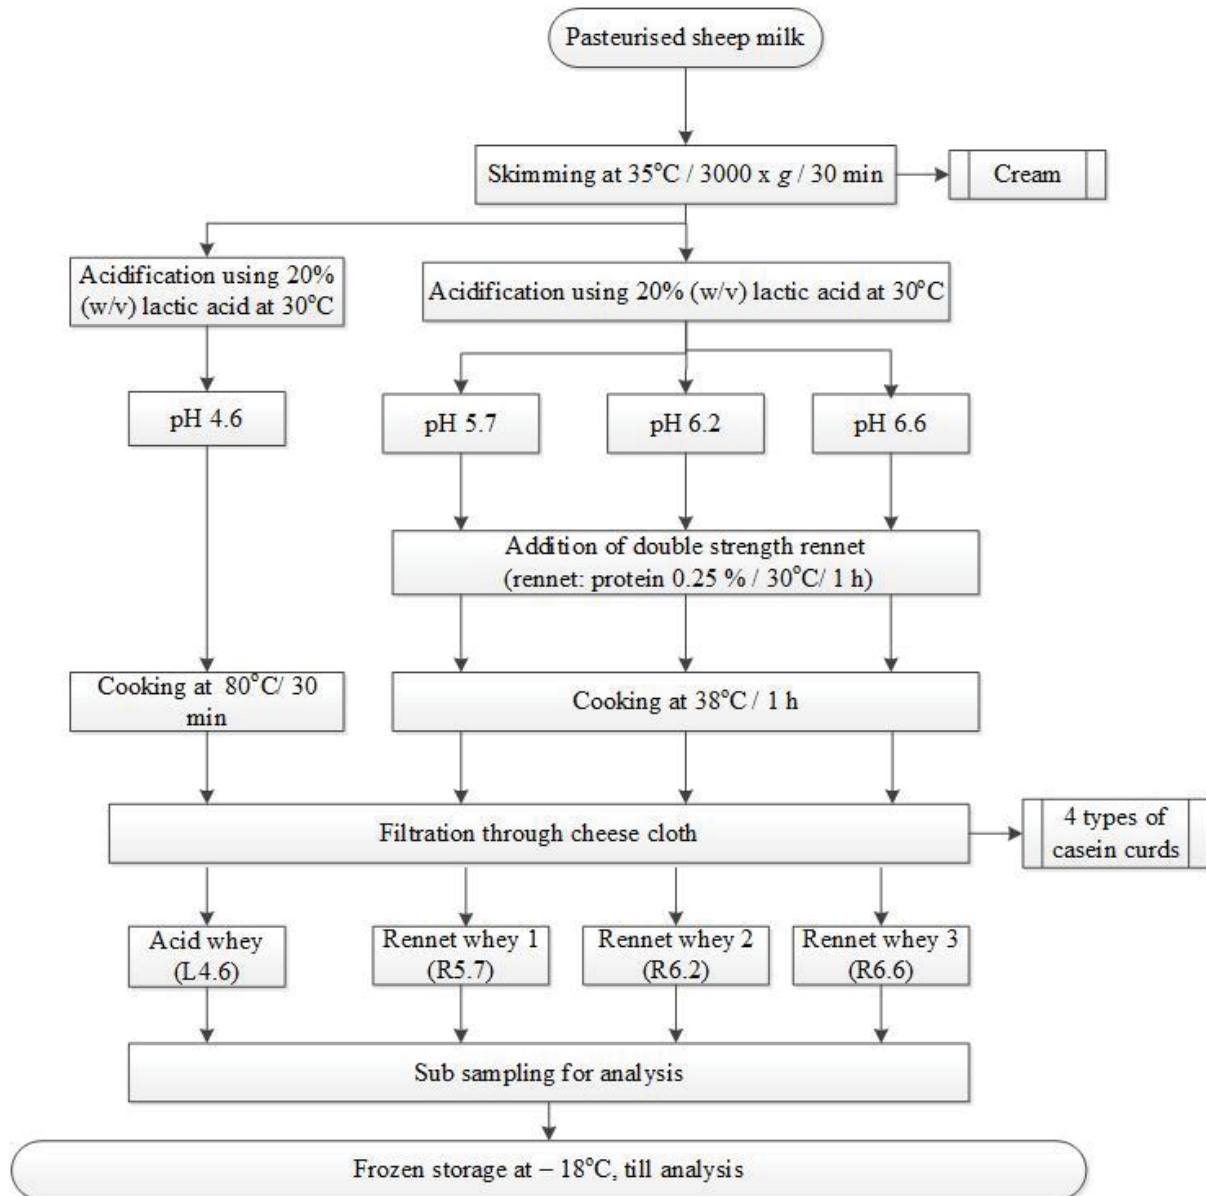 Pasteurised sheep milk
Skimming at 35°C / 3000 x g / 30 min
Cream
Acidification using 20%
(w/v) lactic acid at 30°C
Acidification using 20% (w/v) lactic acid at 30°C
pH 4.6
pH 5.7
pH 6.2
pH 6.6
Addition of double strength rennet
(rennet: protein 0.25 % / 30°C/ 1 h)
Cooking at 80°C/ 30
min
Cooking at 38°C / 1 h
Filtration through cheese cloth
4 types of
casein curds
Acid whey
(L4.6)
Rennet whey 1
(R5.7)
Rennet whey 2
(R6.2)
Rennet whey 3
(R6.6)
Sub sampling for analysis
Frozen storage at – 18°C, till analysis